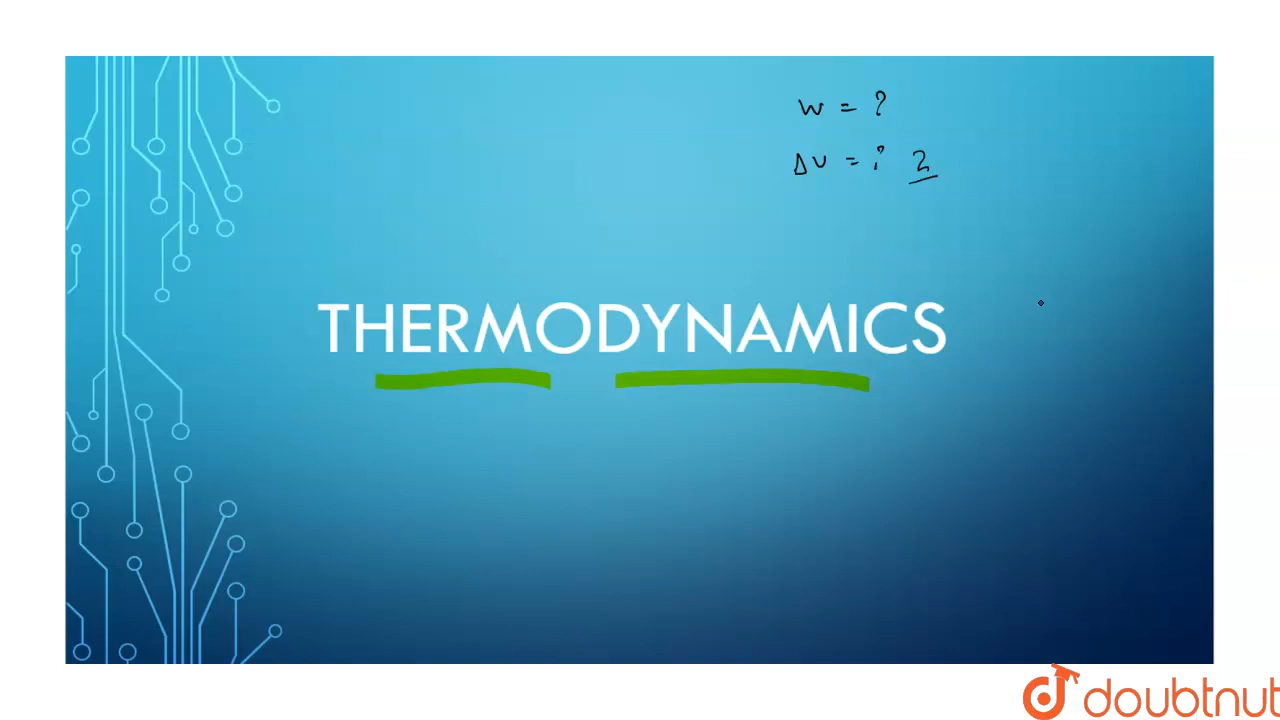 w = ?
ΔU = ? 2
THERMODYNAMICS
doubtnut